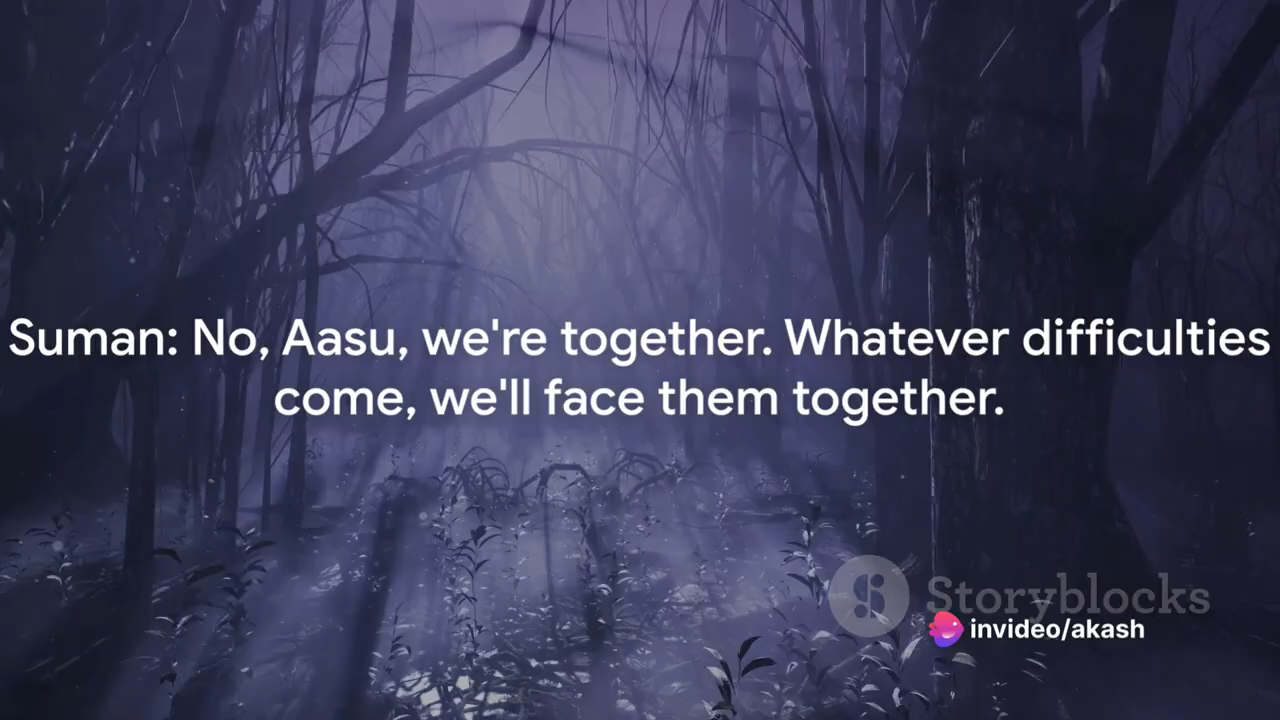 Suman: No, Aasu, we're together. Whatever difficulties
come, we'll face them together.
Storyblocks
invideo/akash